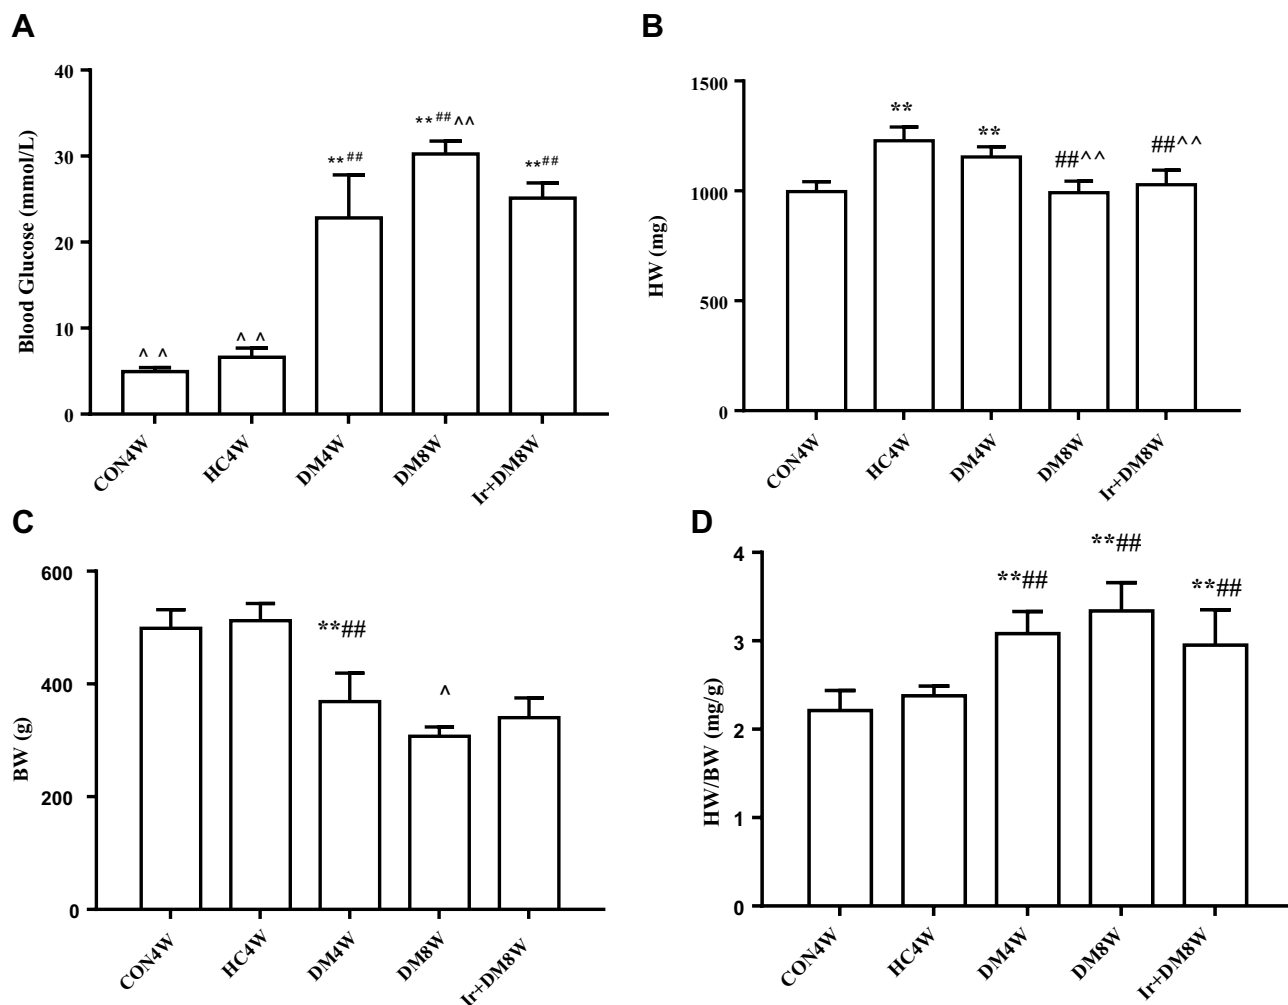 A
Blood Glucose (mmol/L)
40
30
20
10
0
^ ^
^ ^
**##
**##^^
**##
CON4W
HC4W
DM4W
DM8W
Ir+DM8W
B
HW (mg)
1500
1000
500
0
**
**
##^^
##^^
CON4W
HC4W
DM4W
DM8W
Ir+DM8W
C
BW (g)
600
400
200
0
**##
^
CON4W
HC4W
DM4W
DM8W
Ir+DM8W
D
HW/BW (mg/g)
4
3
2
1
0
**##
**##
**##
CON4W
HC4W
DM4W
DM8W
Ir+DM8W